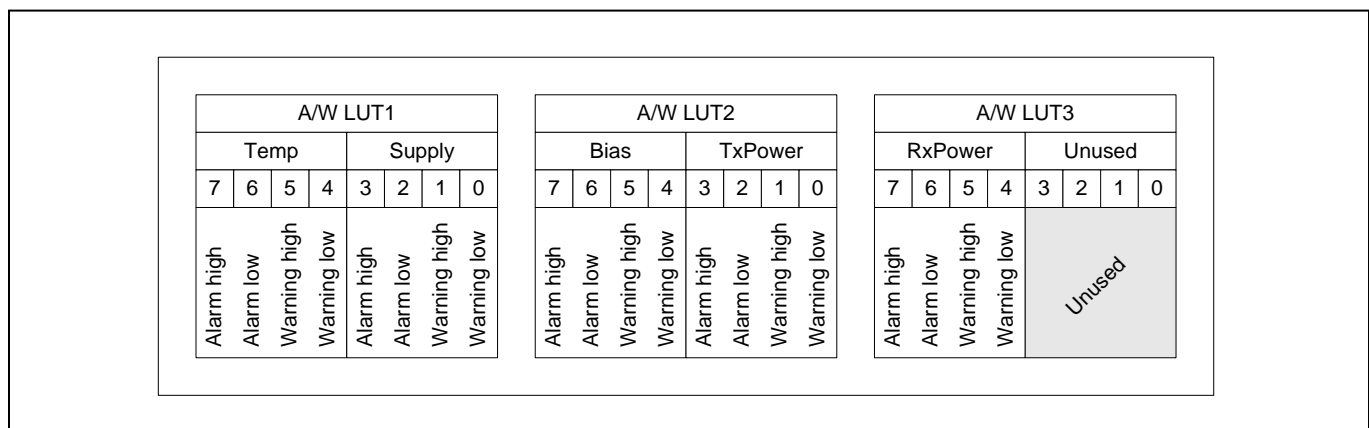 A/W LUT1
Temp Supply
7 6 5 4 3 2 1 0
Alarm high
Alarm low
Warning high
Warning low
Alarm high
Alarm low
Warning high
Warning low
A/W LUT2
Bias TxPower
7 6 5 4 3 2 1 0
Alarm high
Alarm low
Warning high
Warning low
Alarm high
Alarm low
Warning high
Warning low
A/W LUT3
RxPower Unused
7 6 5 4 3 2 1 0
Alarm high
Alarm low
Warning high
Warning low
Unused